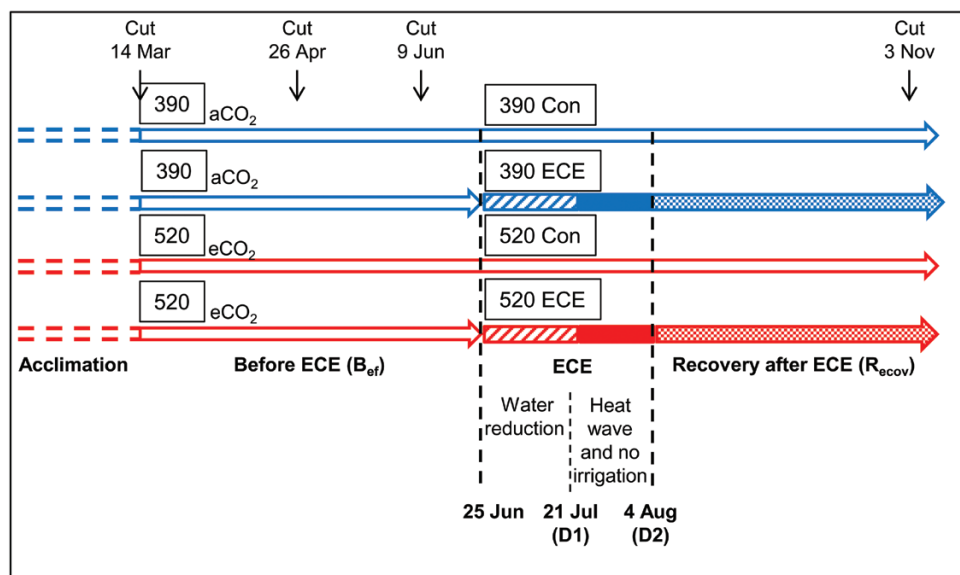 Cut
14 Mar
Cut
26 Apr
Cut
9 Jun
Cut
3 Nov
390
aCO₂
390 Con
390
aCO₂
390 ECE
520
eCO₂
520 Con
520
eCO₂
520 ECE
Acclimation
Before ECE (Bef)
ECE
Recovery after ECE (Recov)
Water
reduction
Heat
wave
and no
irrigation
25 Jun
21 Jul
(D1)
4 Aug
(D2)